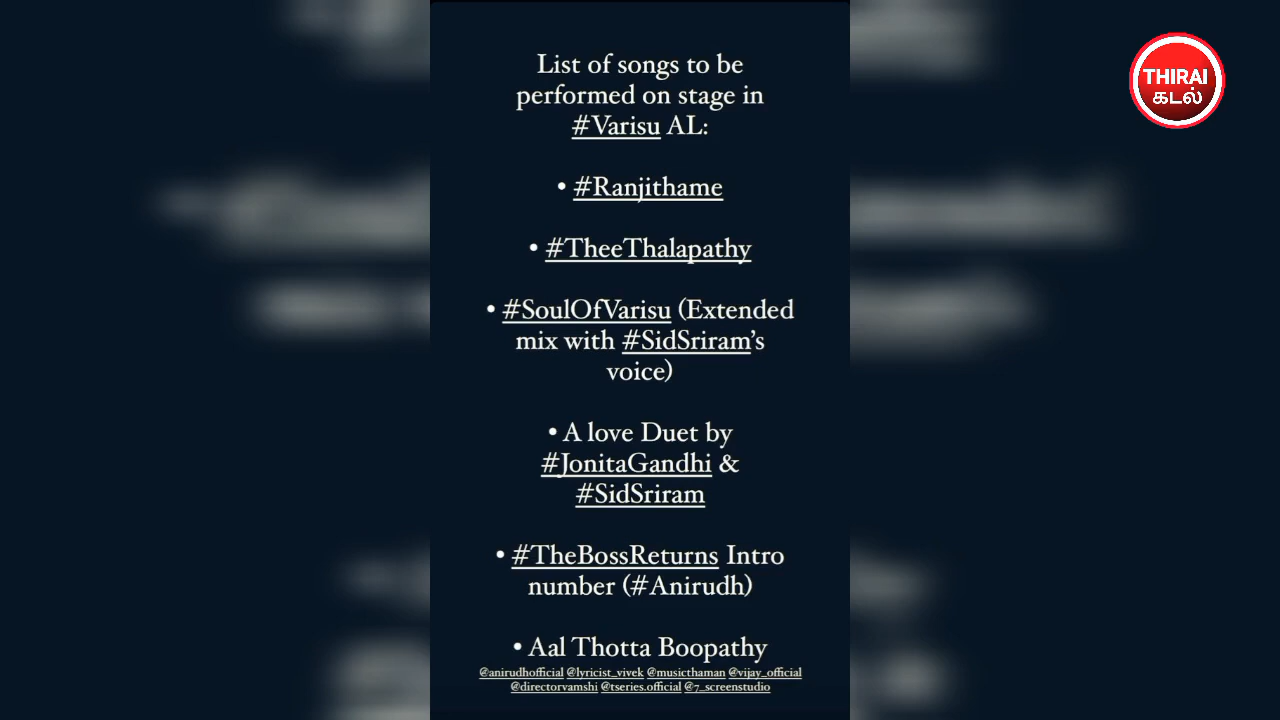 List of songs to be
performed on stage in
#Varisu AL:
• #Ranjithame
• #TheeThalapathy
• #SoulOfVarisu (Extended
mix with #SidSriram’s
voice)
• A love Duet by
#JonitaGandhi &
#SidSriram
• #TheBossReturns Intro
number (#Anirudh)
• Aal Thotta Boopathy
@anirudhofficial @lyricist_vivek @musicthaman @vijay_official
@directorvamshi @tseries.official @7_screenstudio
THIRAI
கடல்